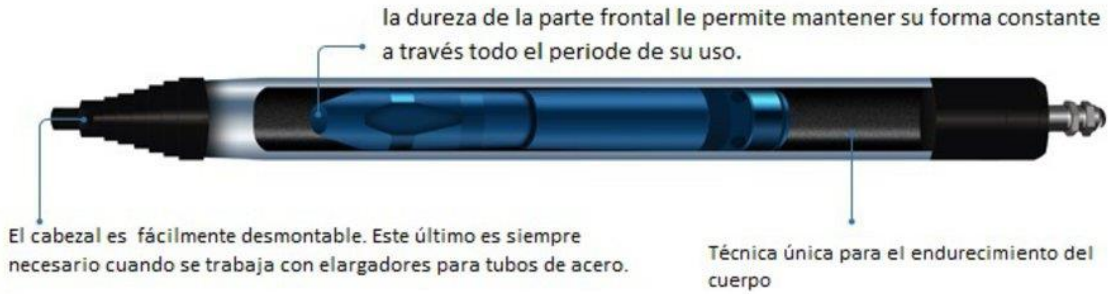 la dureza de la parte frontal le permite mantener su forma constante
a través todo el periode de su uso.
El cabezal es fácilmente desmontable. Este último es siempre
necesario cuando se trabaja con elargadores para tubos de acero.
Técnica única para el endurecimiento del
cuerpo